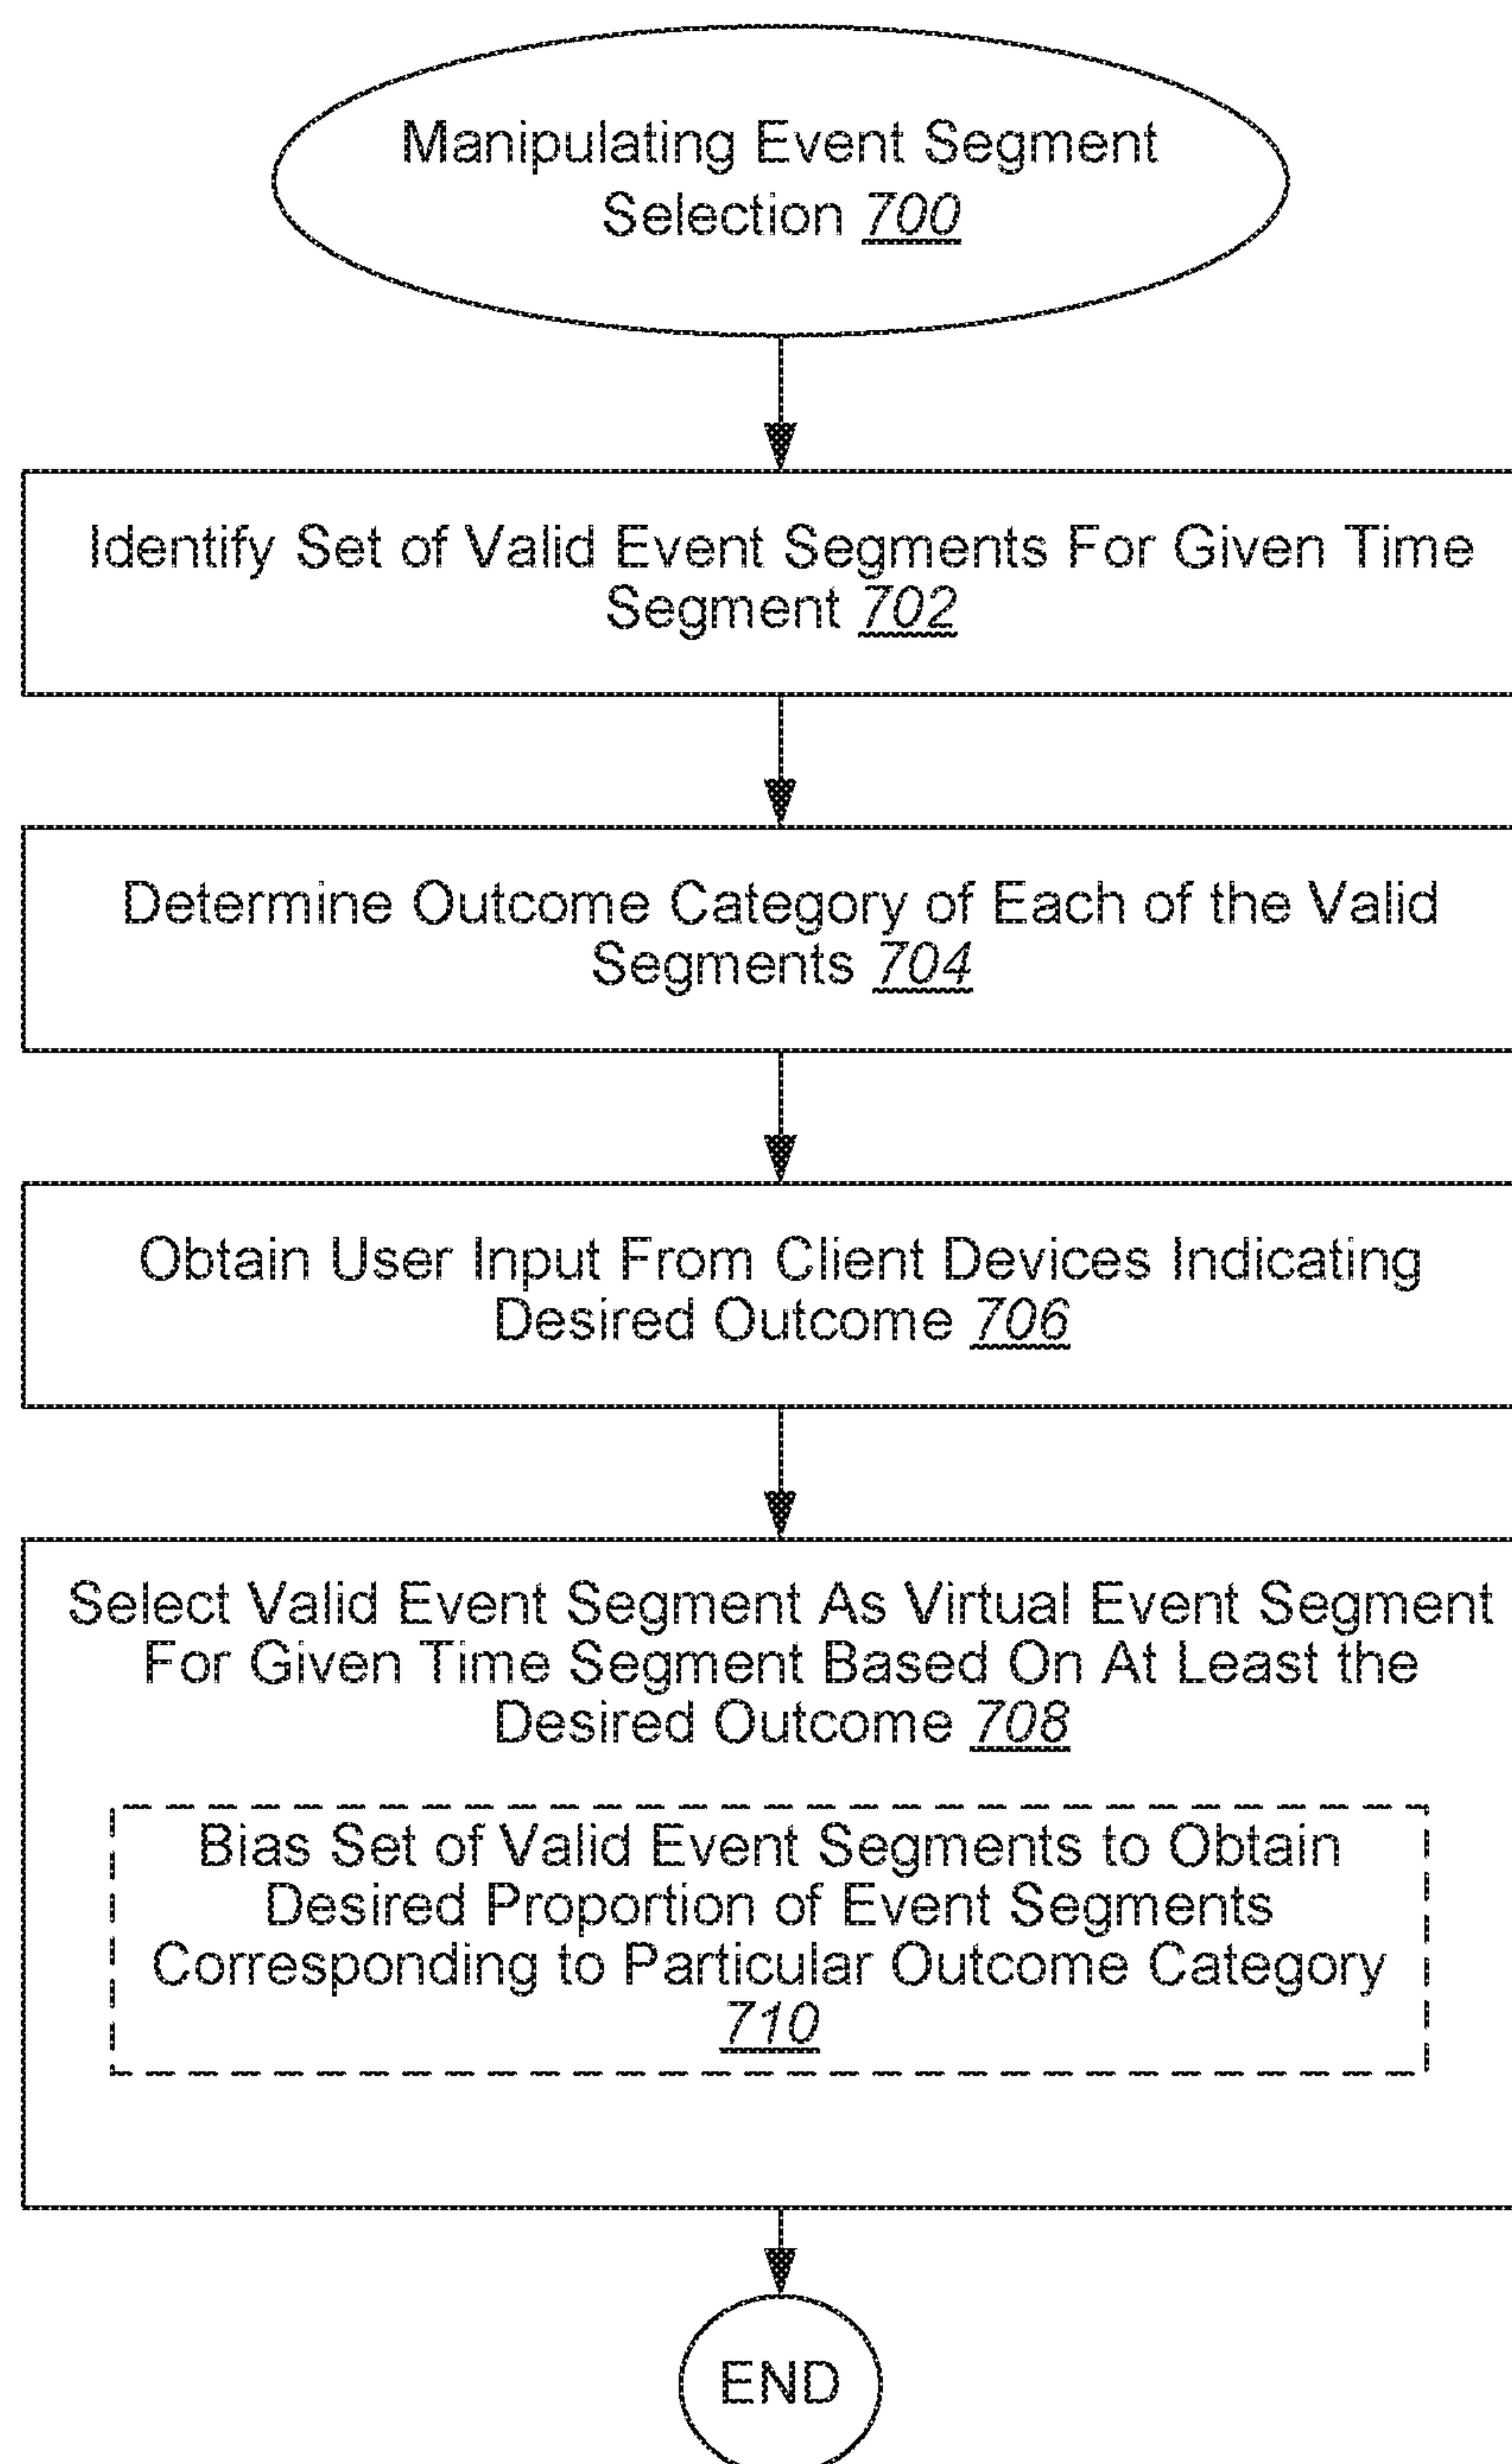 Manipulating Event Segment
Selection 700
Identify Set of Valid Event Segments For Given Time
Segment 702
Determine Outcome Category of Each of the Valid
Segments 704
Obtain User Input From Client Devices Indicating
Desired Outcome 706
Select Valid Event Segment As Virtual Event Segment
For Given Time Segment Based On At Least the
Desired Outcome 708
Bias Set of Valid Event Segments to Obtain
Desired Proportion of Event Segments
Corresponding to Particular Outcome Category
710
END